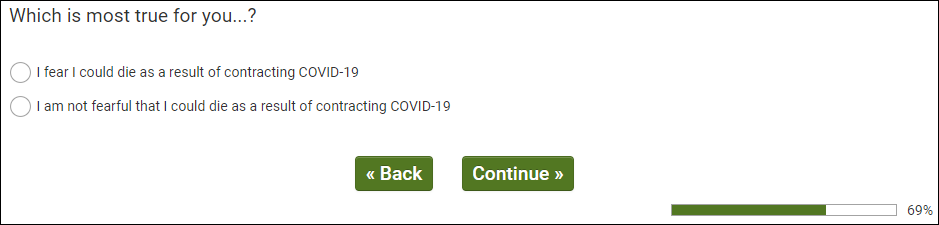 Which is most true for you...?
I fear I could die as a result of contracting COVID-19
I am not fearful that I could die as a result of contracting COVID-19
« Back
Continue »
69%